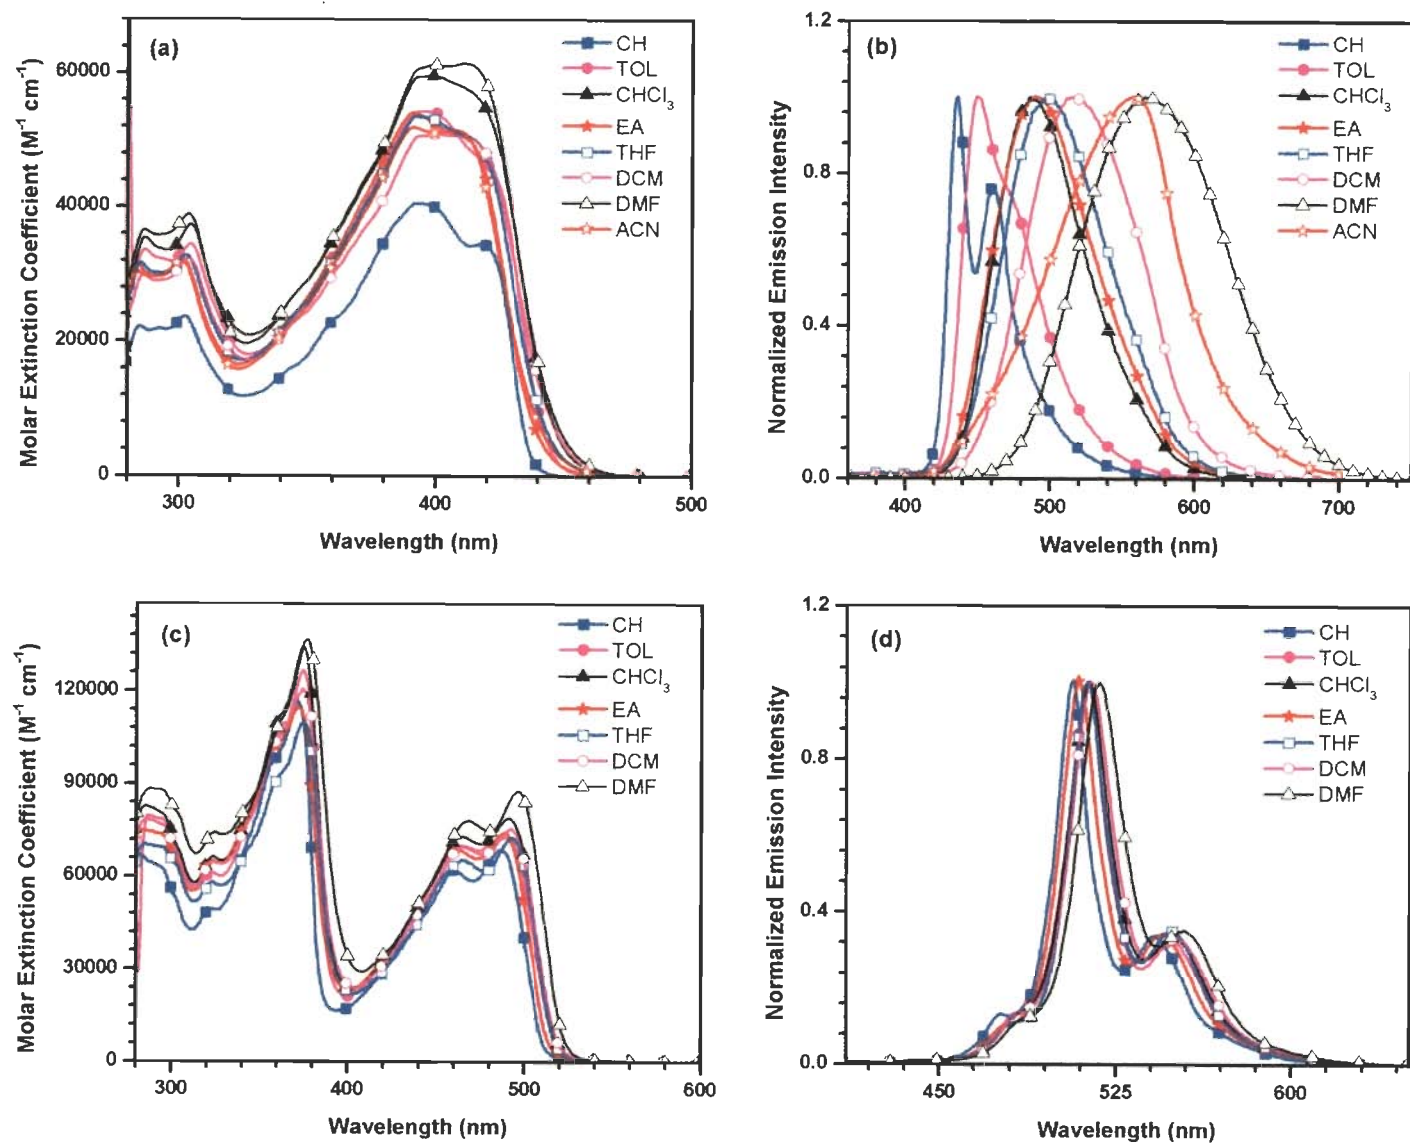 (a)
CH
TOL
CHCl3
EA
THF
DCM
DMF
ACN
60000
40000
20000
0
300
400
500
Molar Extinction Coefficient (M-1 cm-1)
Wavelength (nm)
(b)
CH
TOL
CHCl3
EA
THF
DCM
DMF
ACN
1.2
0.8
0.4
0.0
400
500
600
700
Normalized Emission Intensity
Wavelength (nm)
(c)
CH
TOL
CHCl3
EA
THF
DCM
DMF
120000
90000
60000
30000
0
300
400
500
600
Molar Extinction Coefficient (M-1 cm-1)
Wavelength (nm)
(d)
CH
TOL
CHCl3
EA
THF
DCM
DMF
1.2
0.8
0.4
0.0
450
525
600
Normalized Emission Intensity
Wavelength (nm)